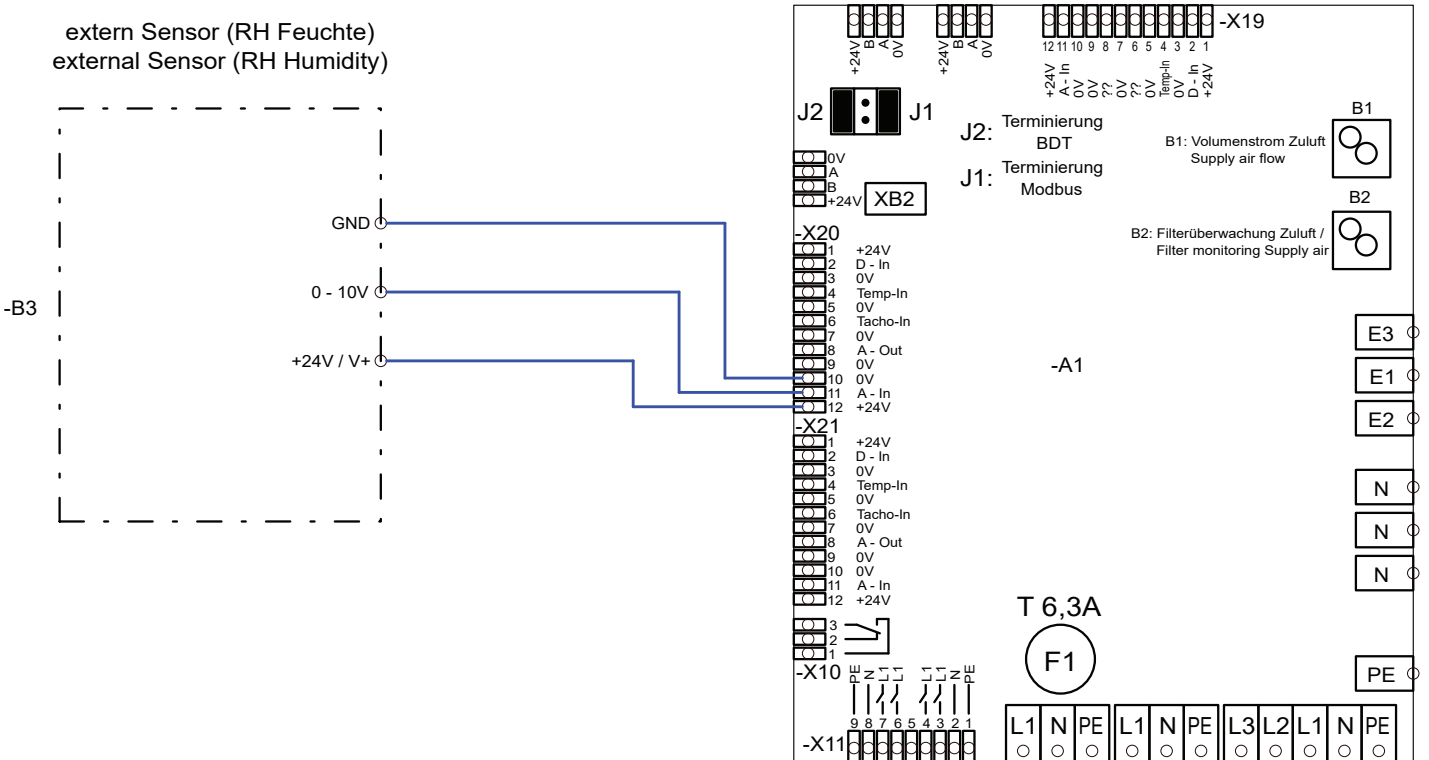 extern Sensor (RH Feuchte)
external Sensor (RH Humidity)
-B3
GND
0 - 10V
+24V / V+
+24V
B
A
0V
+24V
B
A
0V
-X19
12 11 10 9 8 7 6 5 4 3 2 1
+24V
A - In
0V
0V
??
0V
??
0V
Temp-In
0V
D - In
+24V
J2
J1
J2: Terminierung
BDT
J1: Terminierung
Modbus
B1
B1: Volumenstrom Zuluft
Supply air flow
B2
B2: Filterüberwachung Zuluft /
Filter monitoring Supply air
0V
A
B
+24V
XB2
-X20
1 +24V
2 D - In
3 0V
4 Temp-In
5 0V
6 Tacho-In
7 0V
8 A - Out
9 0V
10 0V
11 A - In
12 +24V
-X21
1 +24V
2 D - In
3 0V
4 Temp-In
5 0V
6 Tacho-In
7 0V
8 A - Out
9 0V
10 0V
11 A - In
12 +24V
3
2
1
-X10
-A1
E3
E1
E2
N
N
N
PE
T 6,3A
F1
PE
N
L1
L1
L1
L1
N
PE
9 8 7 6 5 4 3 2 1
-X11
L1 N PE L1 N PE L3 L2 L1 N PE